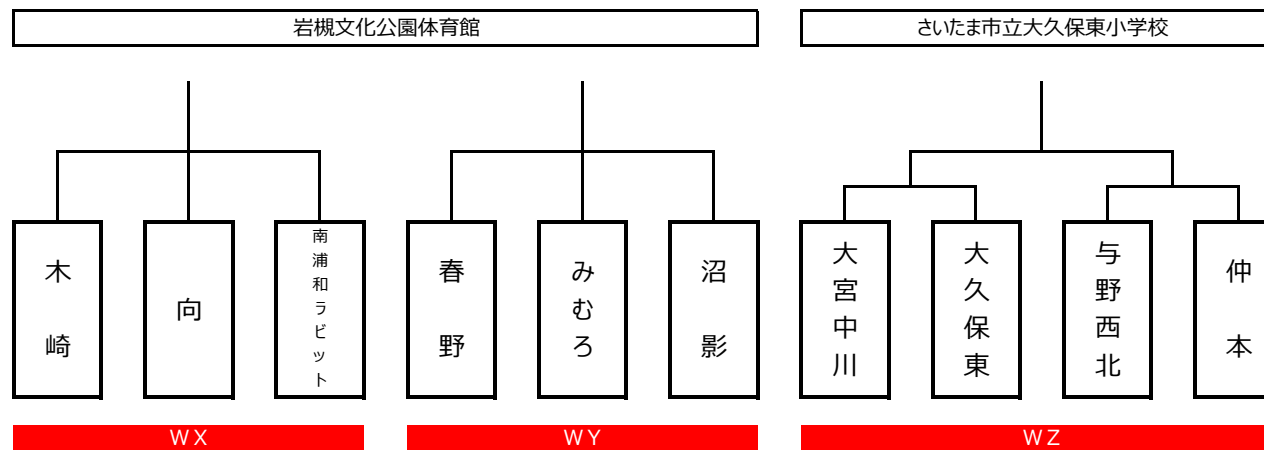 岩槻文化公園体育館
さいたま市立大久保東小学校
木崎
向
南浦和ラビット
春野
みむろ
沼影
大宮中川
大久保東
与野西北
仲本
ＷＸ
ＷＹ
ＷＺ